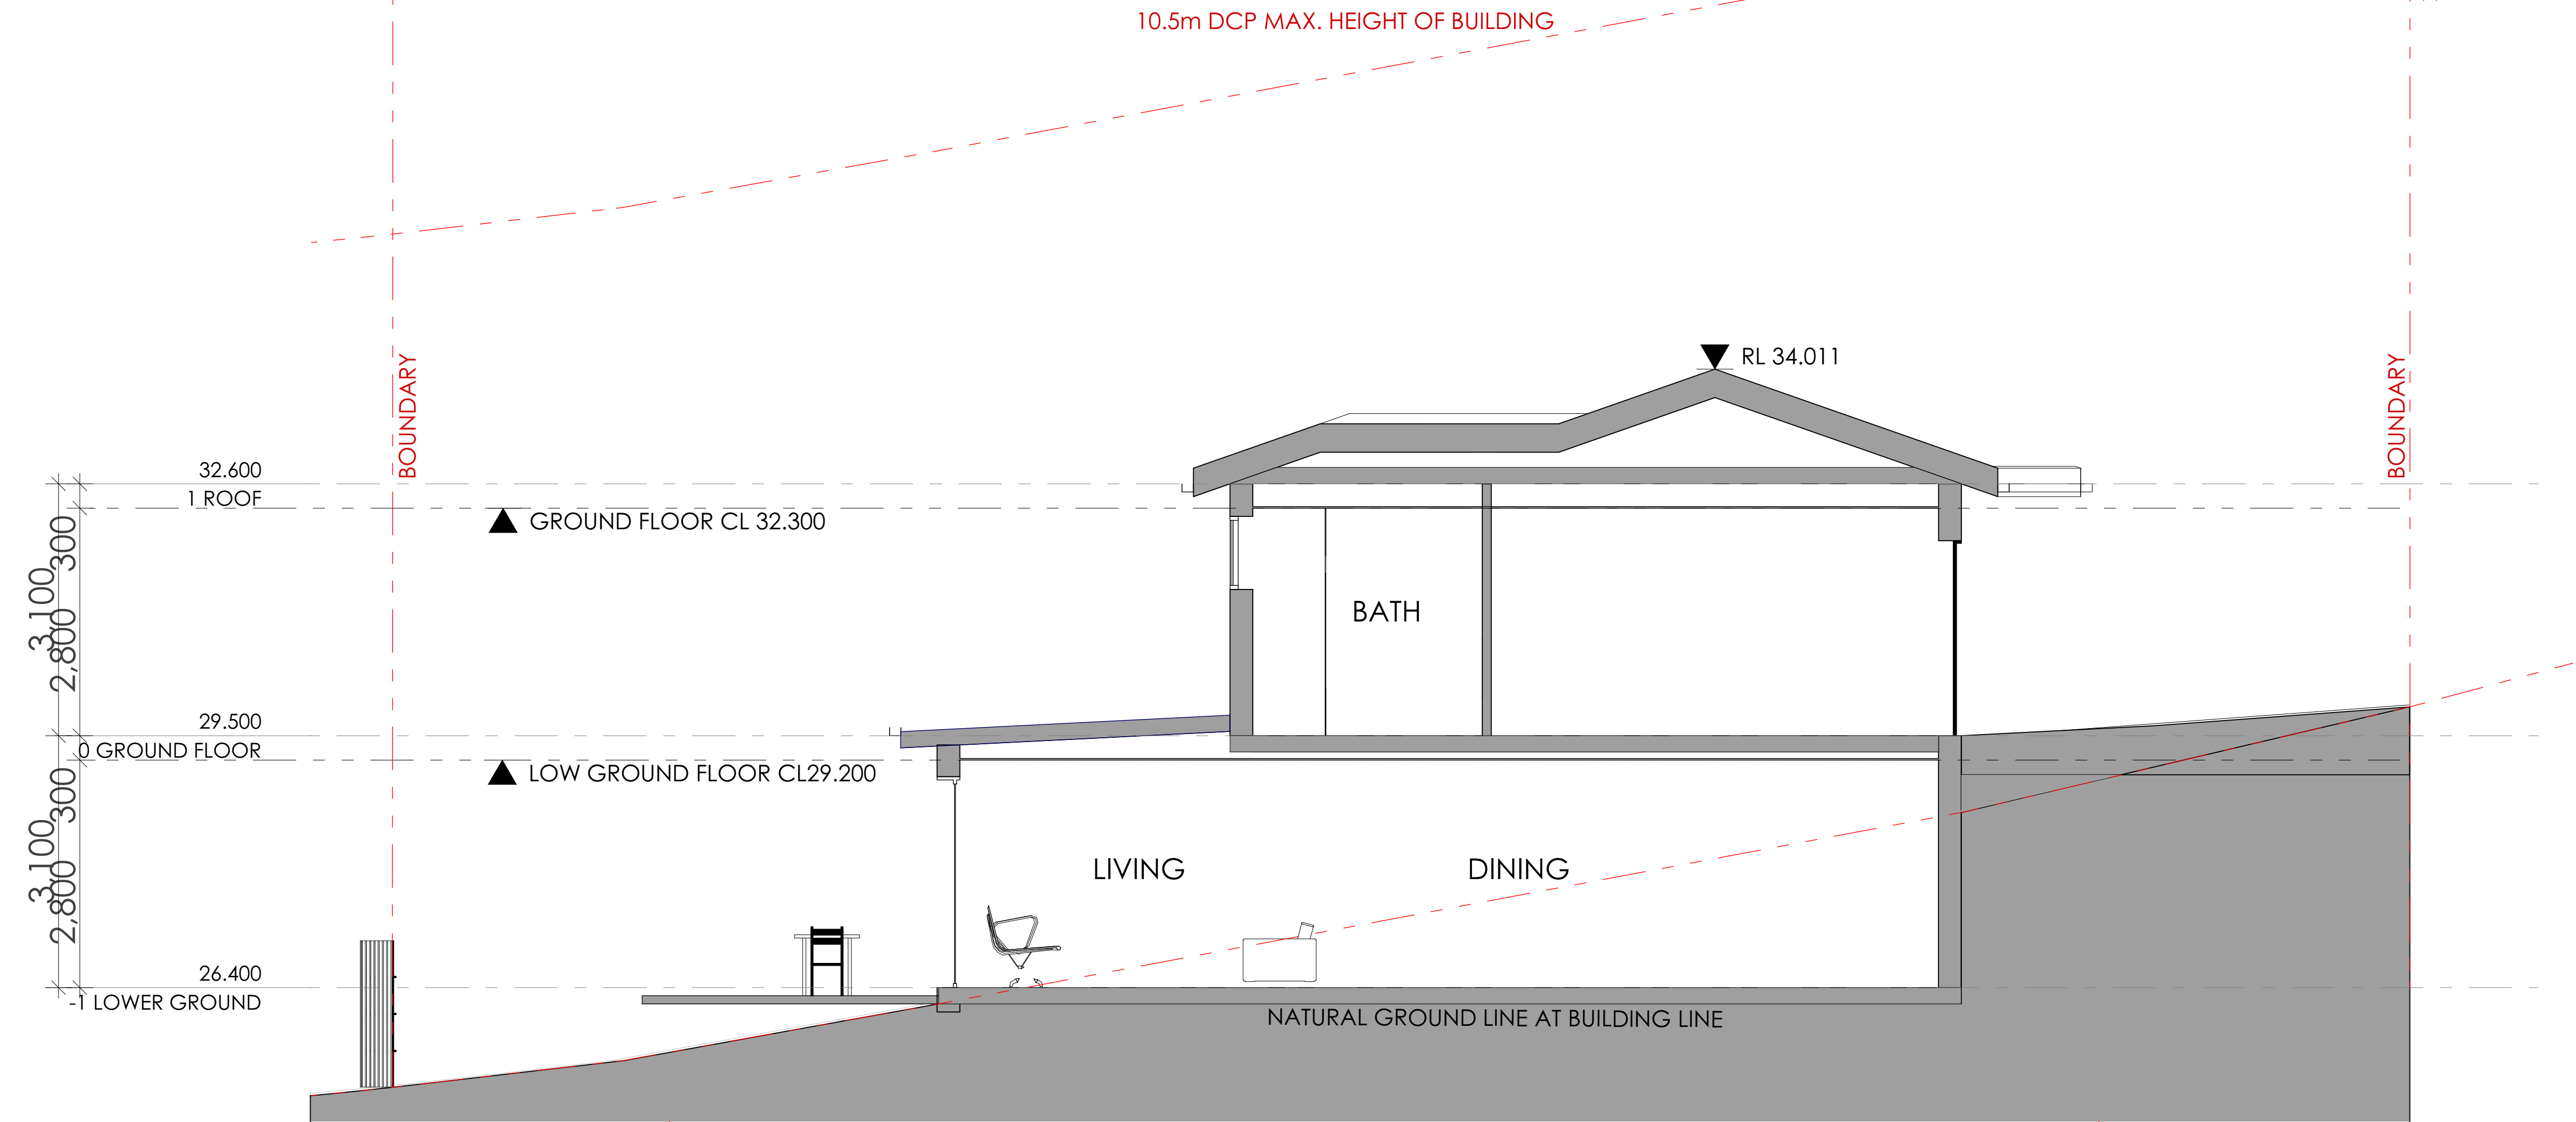 10.5m DCP MAX. HEIGHT OF BUILDING
RL 34.011
BOUNDARY
BOUNDARY
32.600
1 ROOF
GROUND FLOOR CL 32.300
300
3,100
2,800
BATH
29.500
0 GROUND FLOOR
LOW GROUND FLOOR CL29.200
300
3,100
2,800
LIVING
DINING
26.400
-1 LOWER GROUND
NATURAL GROUND LINE AT BUILDING LINE